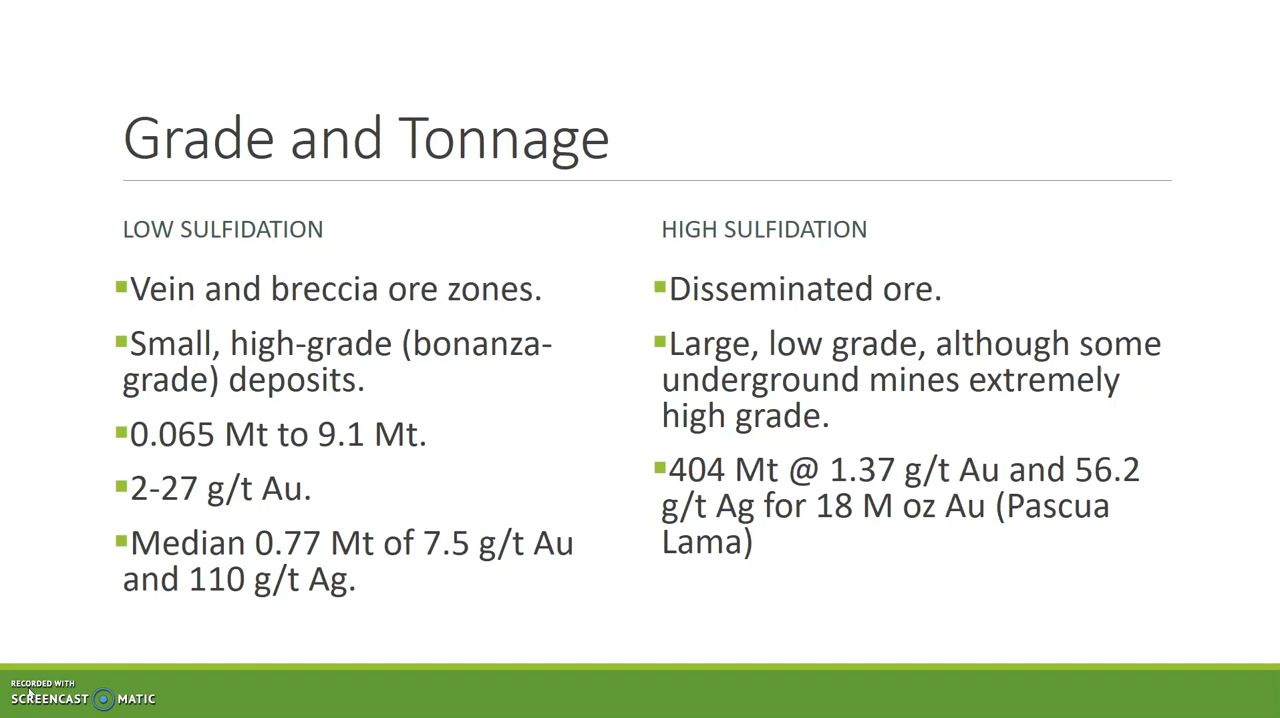 Grade and Tonnage
LOW SULFIDATION
▪Vein and breccia ore zones.
▪Small, high-grade (bonanza-
grade) deposits.
▪0.065 Mt to 9.1 Mt.
▪2-27 g/t Au.
▪Median 0.77 Mt of 7.5 g/t Au
and 110 g/t Ag.
HIGH SULFIDATION
▪Disseminated ore.
▪Large, low grade, although some
underground mines extremely
high grade.
▪404 Mt @ 1.37 g/t Au and 56.2
g/t Ag for 18 M oz Au (Pascua
Lama)
RECORDED WITH
SCREENCAST MATIC